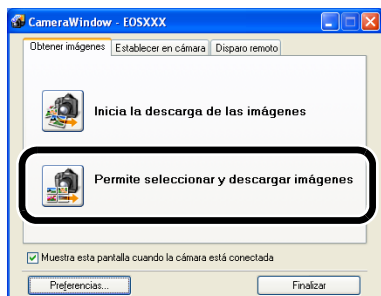 CameraWindow - EOSXXX
Obtener imágenes Establecer en cámara Disparo remoto
Inicia la descarga de las imágenes
Permite seleccionar y descargar imágenes
Muestra esta pantalla cuando la cámara está conectada
Preferencias... Finalizar